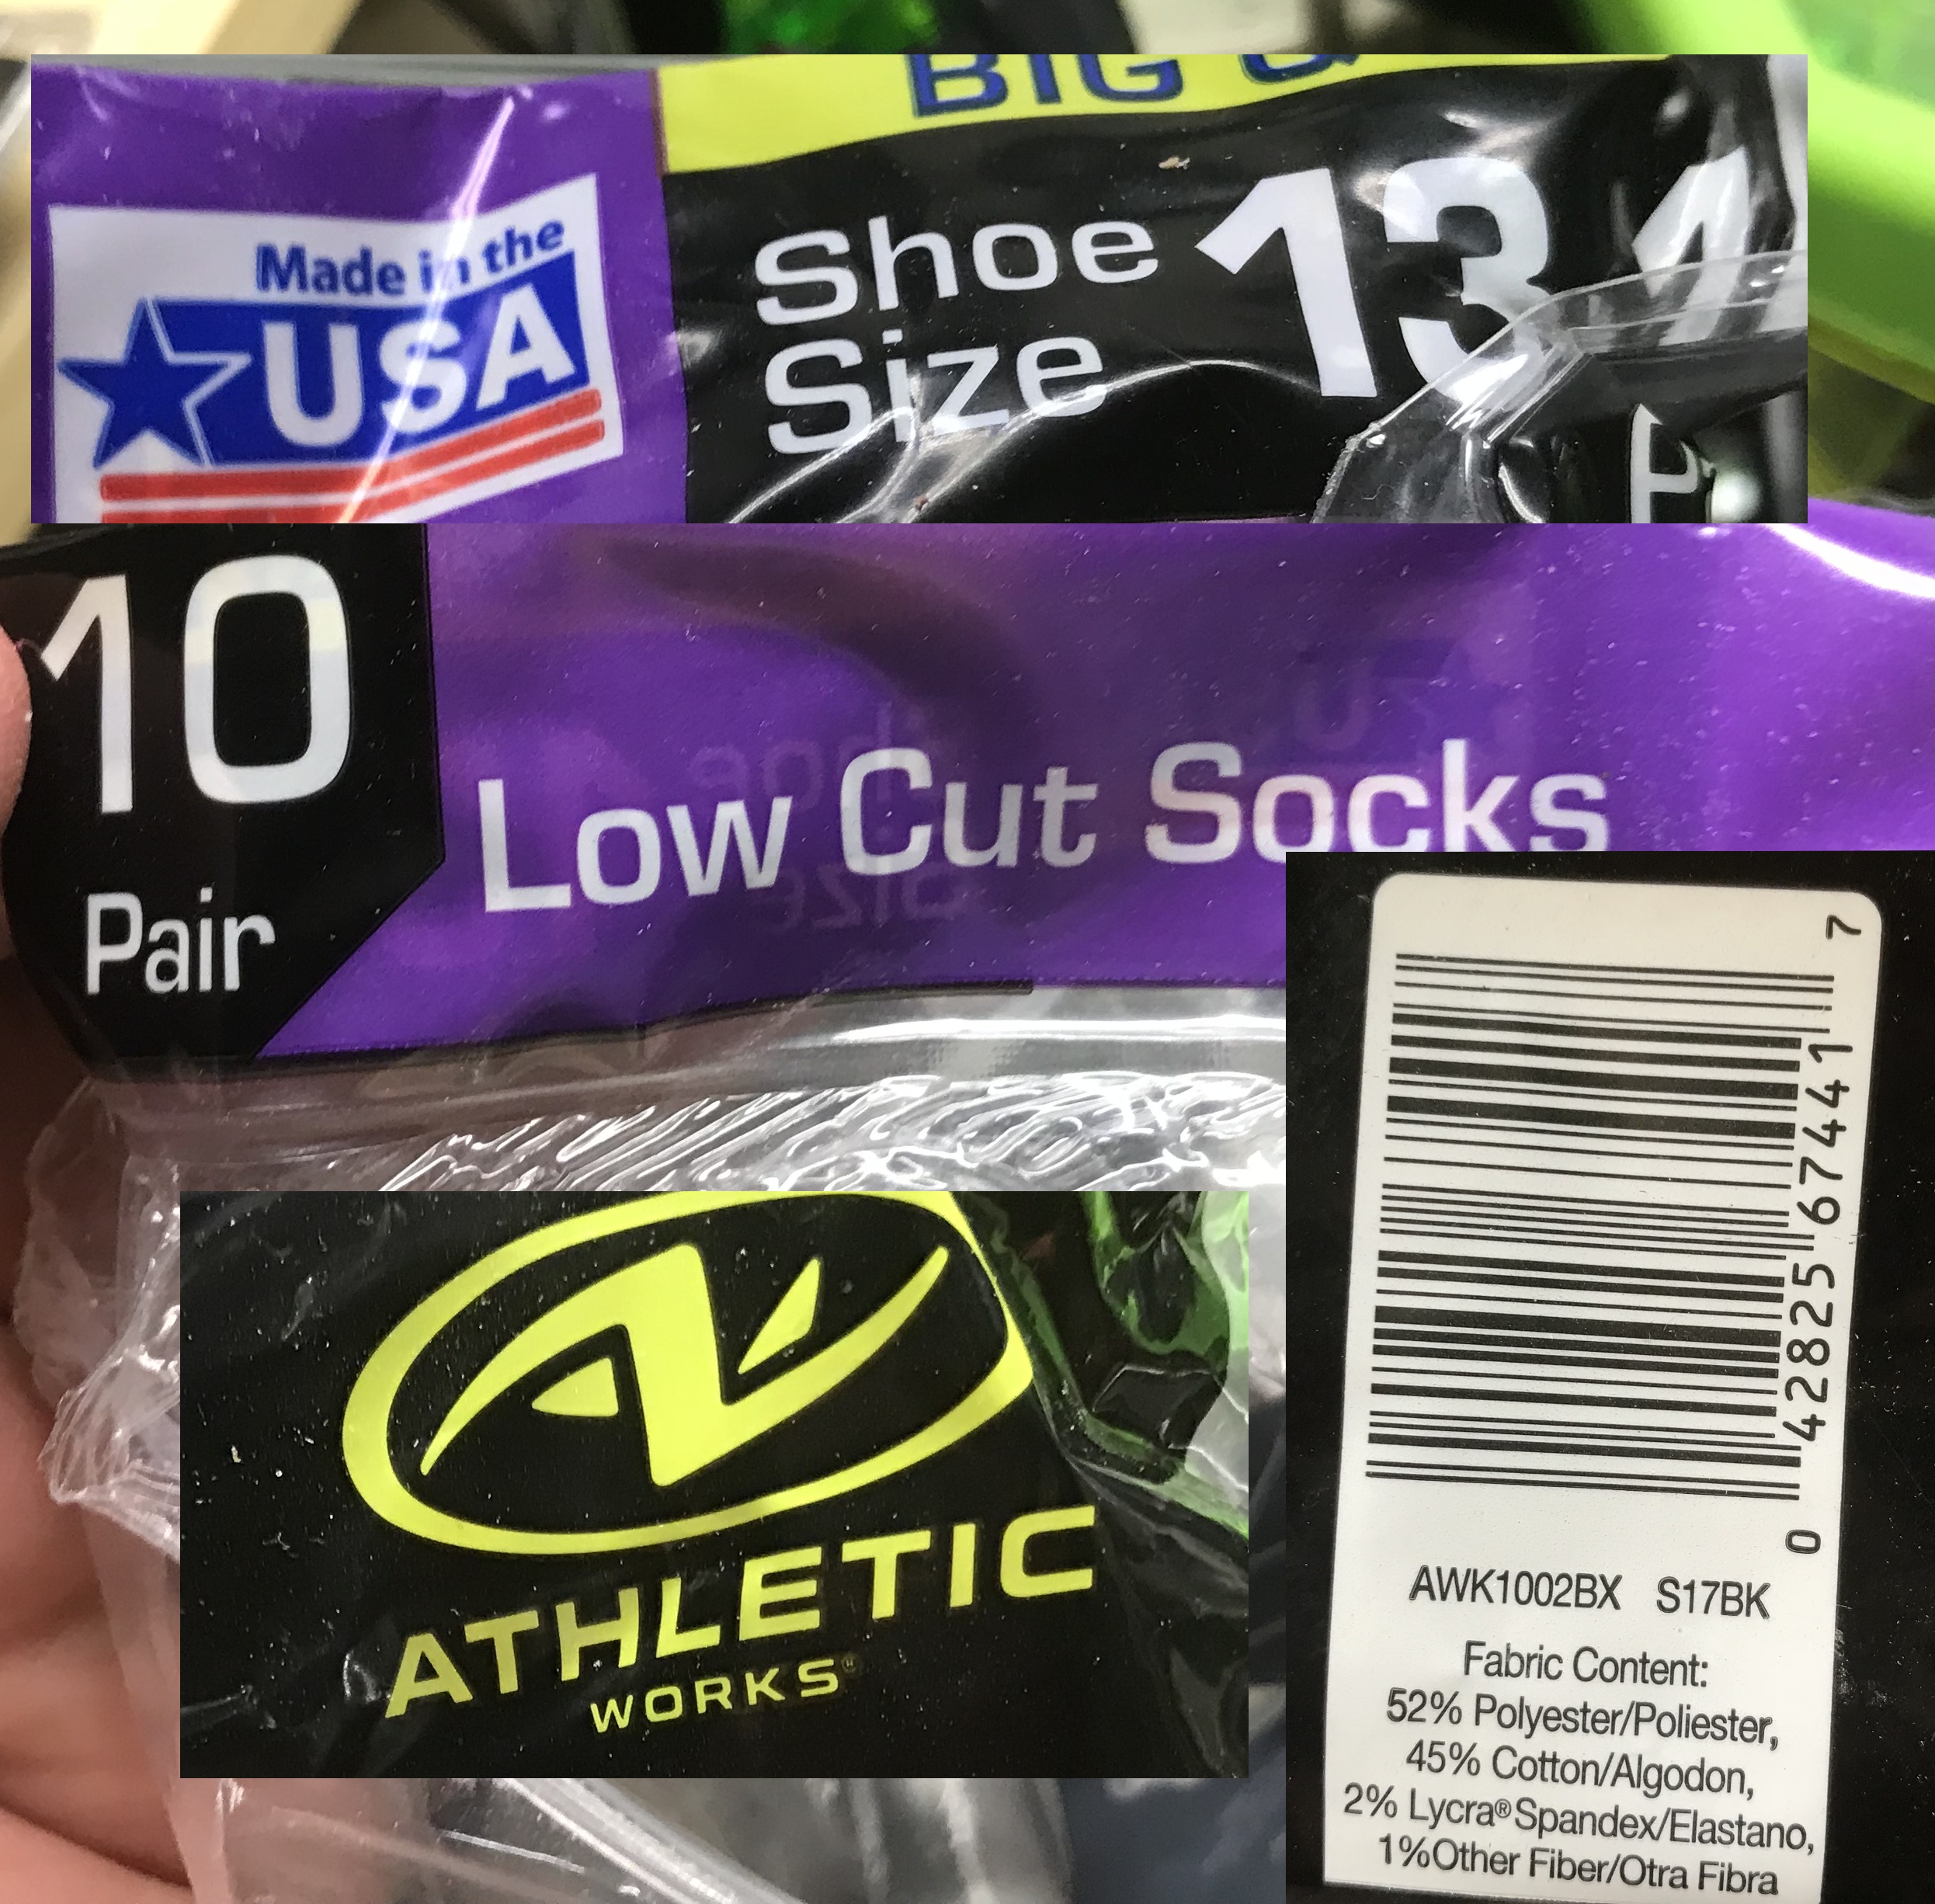 BIG
Made in the
USA
Shoe
Size
13
10
Pair
Low Cut Socks
ATHLETIC
WORKS®
0 42825 67441 7
AWK1002BX S17BK
Fabric Content:
52% Polyester/Poliester,
45% Cotton/Algodon,
2% Lycra® Spandex/Elastano,
1%Other Fiber/Otra Fibra